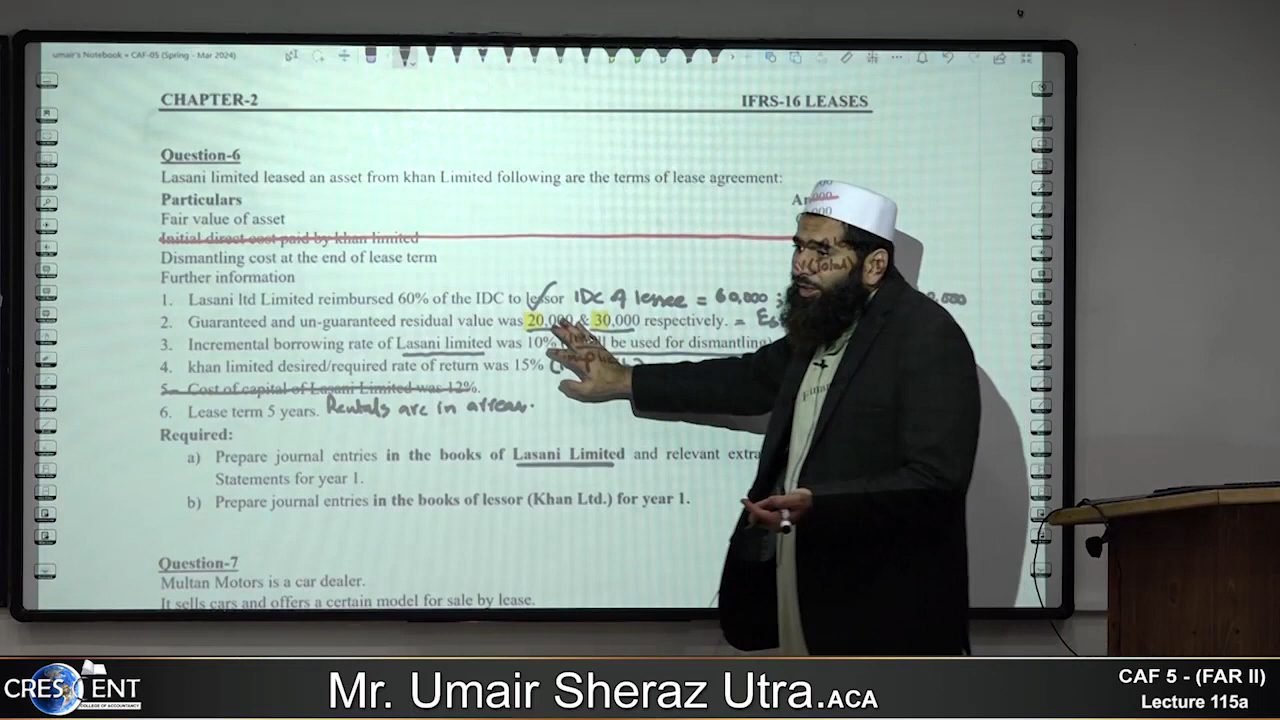 umair's Notebook » CAF-05 (Spring - Mar 2024)
CHAPTER-2 IFRS-16 LEASES
Question-6
Lasani limited leased an asset from khan Limited following are the terms of lease agreement:
Particulars
Fair value of asset
Initial direct cost paid by khan limited
Dismantling cost at the end of lease term
Further information
1. Lasani ltd Limited reimbursed 60% of the IDC to lessor IDC of lessee = 60,000 ;
2. Guaranteed and un-guaranteed residual value was 20,000 & 30,000 respectively. =
3. Incremental borrowing rate of Lasani limited was 10% be used for dismantling)
4. khan limited desired/required rate of return was 15%
5. Cost of capital of Lasani Limited was 12%.
6. Lease term 5 years. Rentals are in arrear.
Required:
a) Prepare journal entries in the books of Lasani Limited and relevant
Statements for year 1.
b) Prepare journal entries in the books of lessor (Khan Ltd.) for year 1.
Question-7
Multan Motors is a car dealer.
It sells cars and offers a certain model for sale by lease.
CRESCENT
COLLEGE OF ACCOUNTANCY
Mr. Umair Sheraz Utra.ACA
CAF 5 - (FAR II)
Lecture 115a